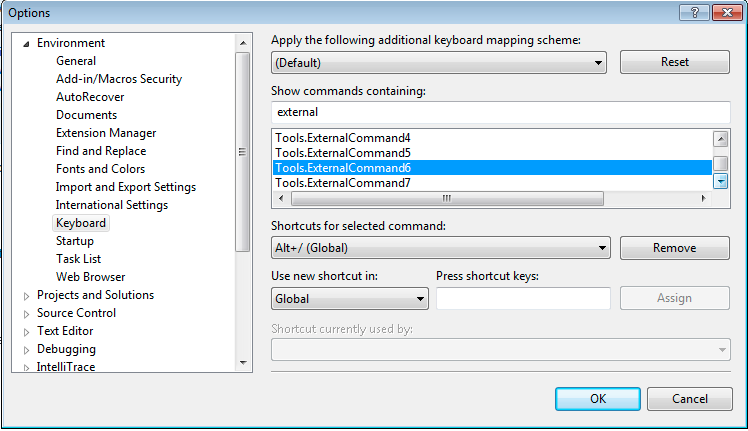 Options
Environment
General
Add-in/Macros Security
AutoRecover
Documents
Extension Manager
Find and Replace
Fonts and Colors
Import and Export Settings
International Settings
Keyboard
Startup
Task List
Web Browser
Projects and Solutions
Source Control
Text Editor
Debugging
IntelliTrace
Apply the following additional keyboard mapping scheme:
(Default)
Reset
Show commands containing:
external
Tools.ExternalCommand4
Tools.ExternalCommand5
Tools.ExternalCommand6
Tools.ExternalCommand7
Shortcuts for selected command:
Alt+/ (Global)
Remove
Use new shortcut in:
Press shortcut keys:
Global
Assign
Shortcut currently used by:
OK
Cancel